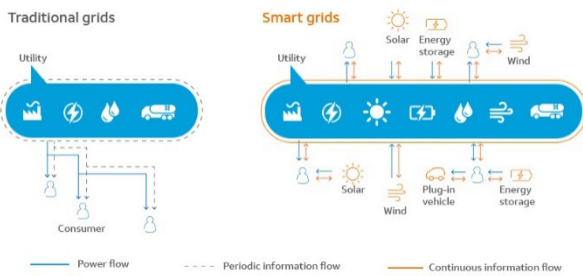 Traditional grids
Smart grids
Solar
Energy
storage
Wind
Utility
Utility
Consumer
Solar
Wind
Plug-in
vehicle
Energy
storage
Power flow
Periodic information flow
Continuous information flow